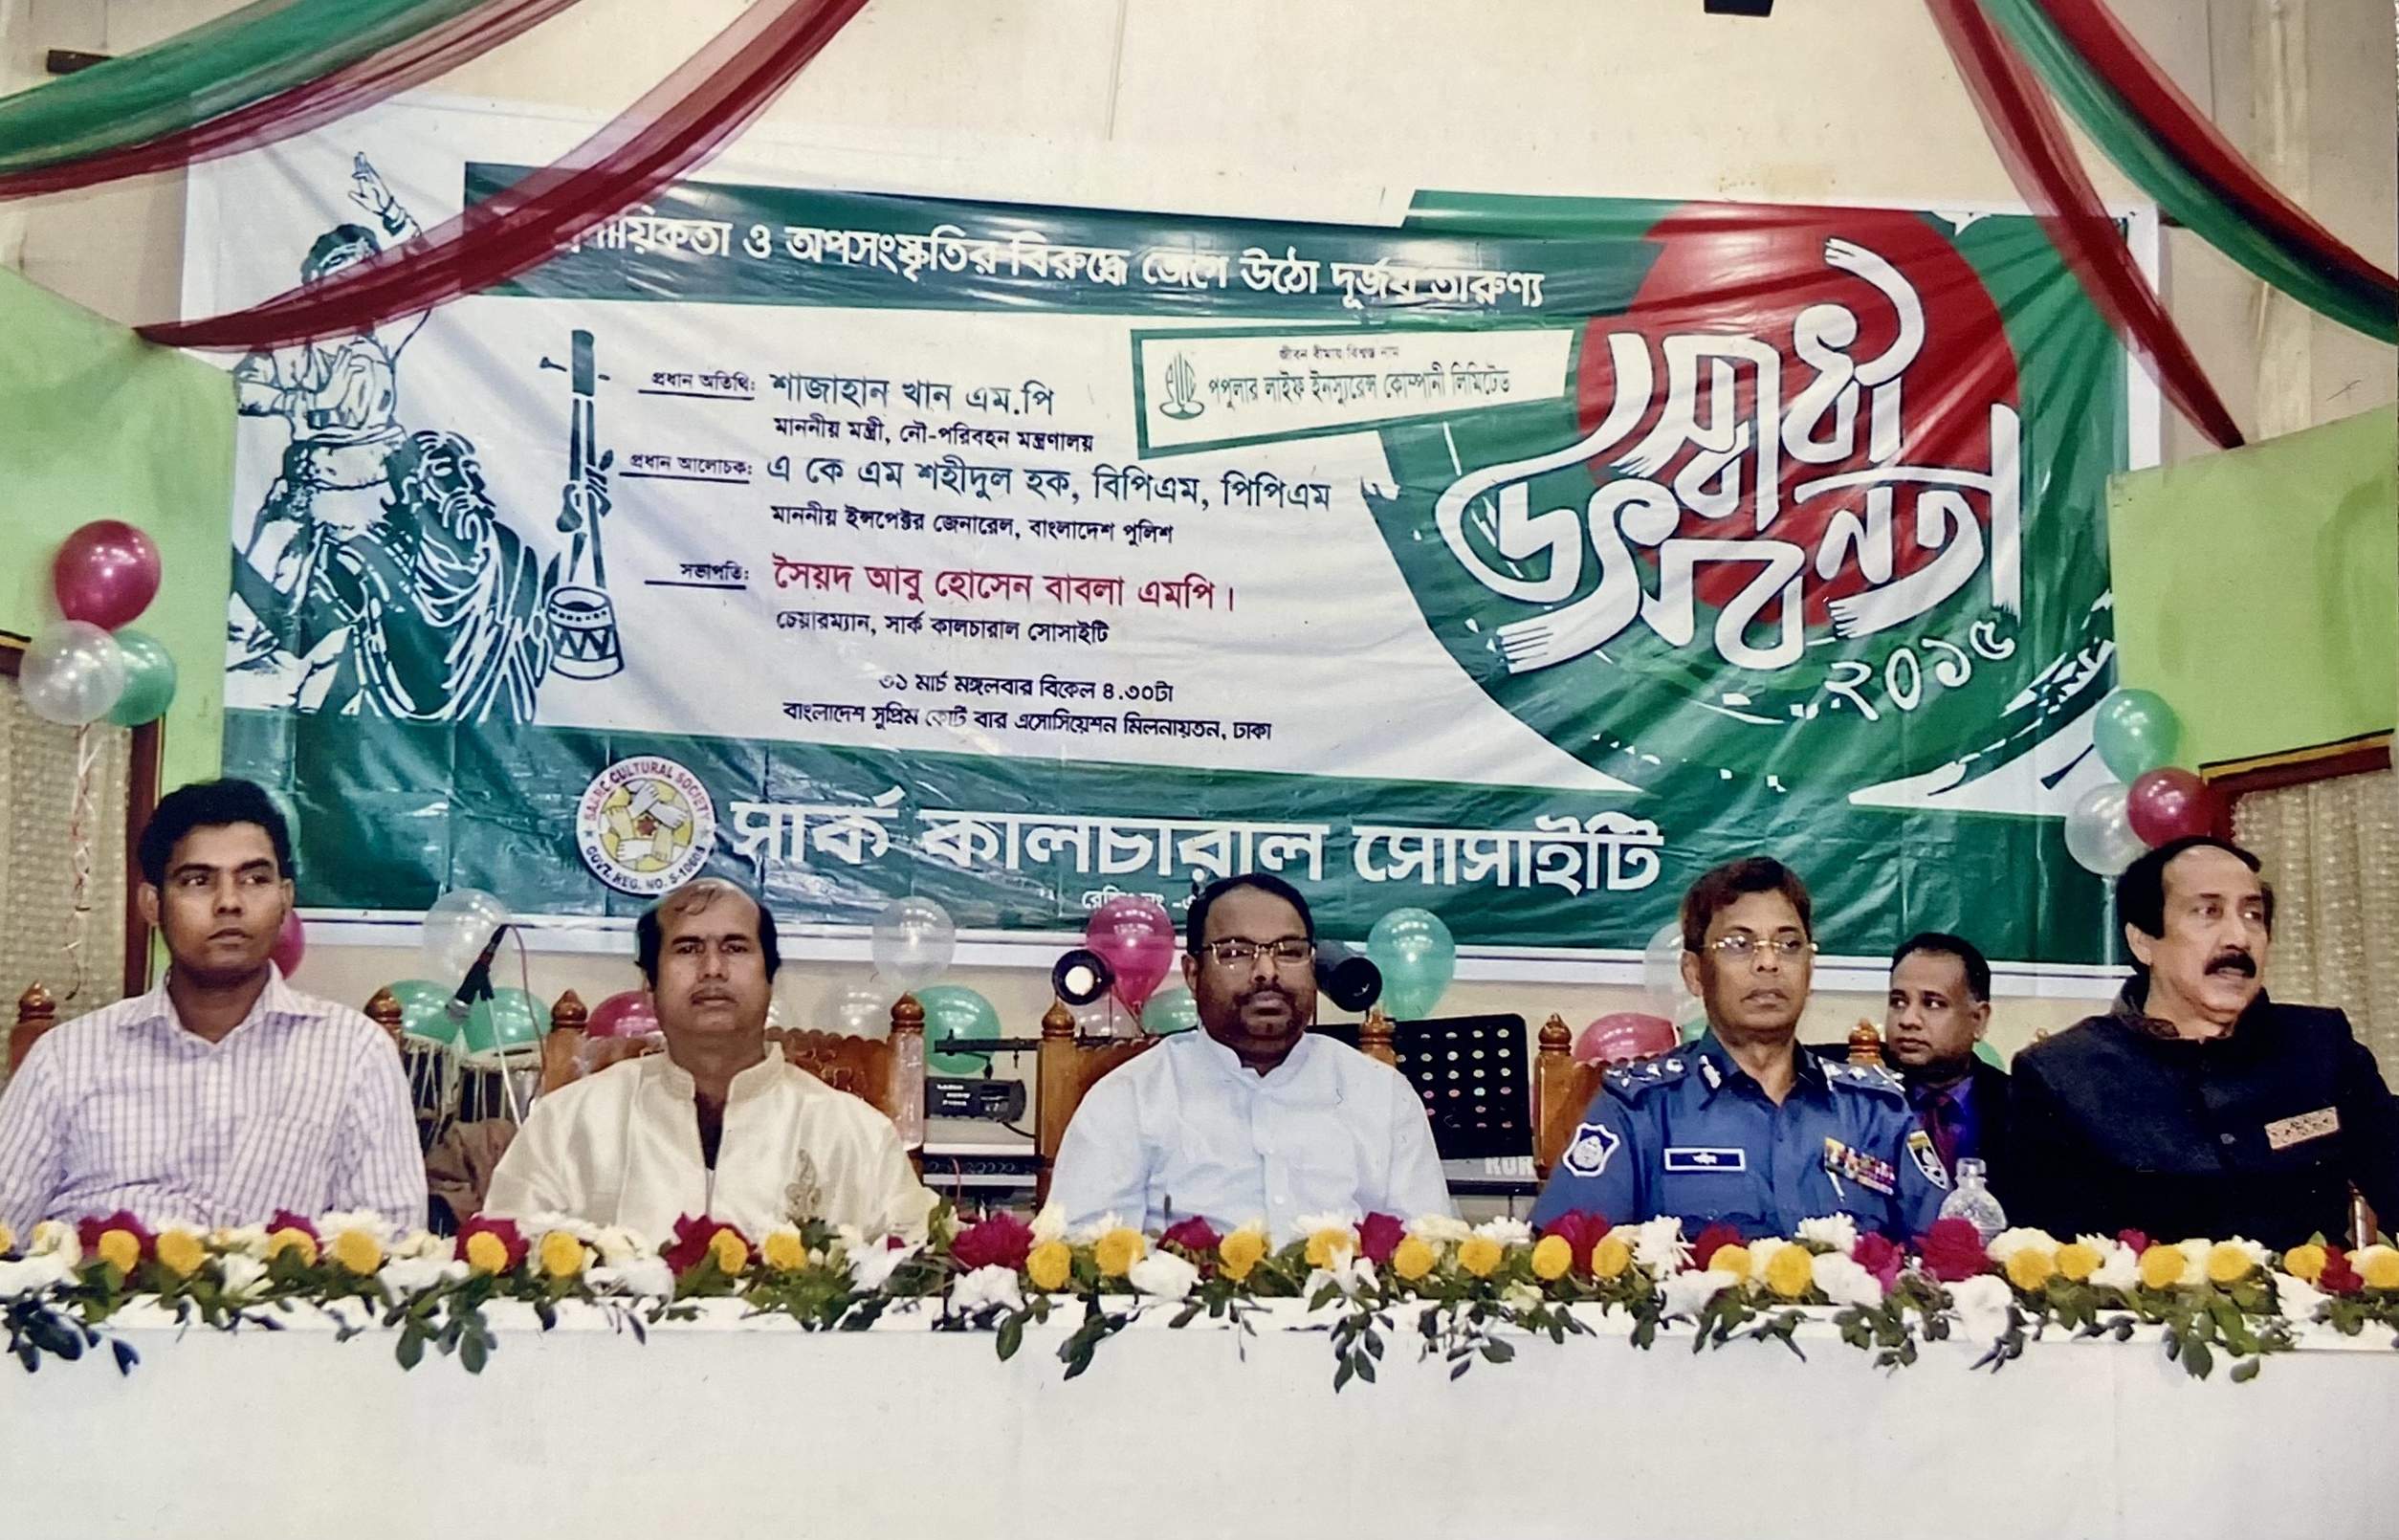 ও অপসংস্কৃতির বিরুদ্ধে জেগে উঠো দূর্জয় তারুণ্য
জীবন বীমায় বিশ্বস্ত নাম
পপুলার লাইফ ইনস্যুরেন্স কোম্পানী লিমিটেড
স্বাধীনতা
উৎসব
২০১৫
প্রধান অতিথি: শাজাহান খান এম.পি
মাননীয় মন্ত্রী, নৌ-পরিবহন মন্ত্রণালয়
প্রধান আলোচক: এ কে এম শহীদুল হক, বিপিএম, পিপিএম
মাননীয় ইন্সপেক্টর জেনারেল, বাংলাদেশ পুলিশ
সভাপতি: সৈয়দ আবু হোসেন বাবলা এমপি।
চেয়ারম্যান, সার্ক কালচারাল সোসাইটি
৩১ মার্চ মঙ্গলবার বিকেল ৪.৩০টা
বাংলাদেশ সুপ্রিম কোর্ট বার এসোসিয়েশন মিলনায়তন, ঢাকা
SAARC CULTURAL SOCIETY
GOVT. REG. NO. S-
সার্ক কালচারাল সোসাইটি